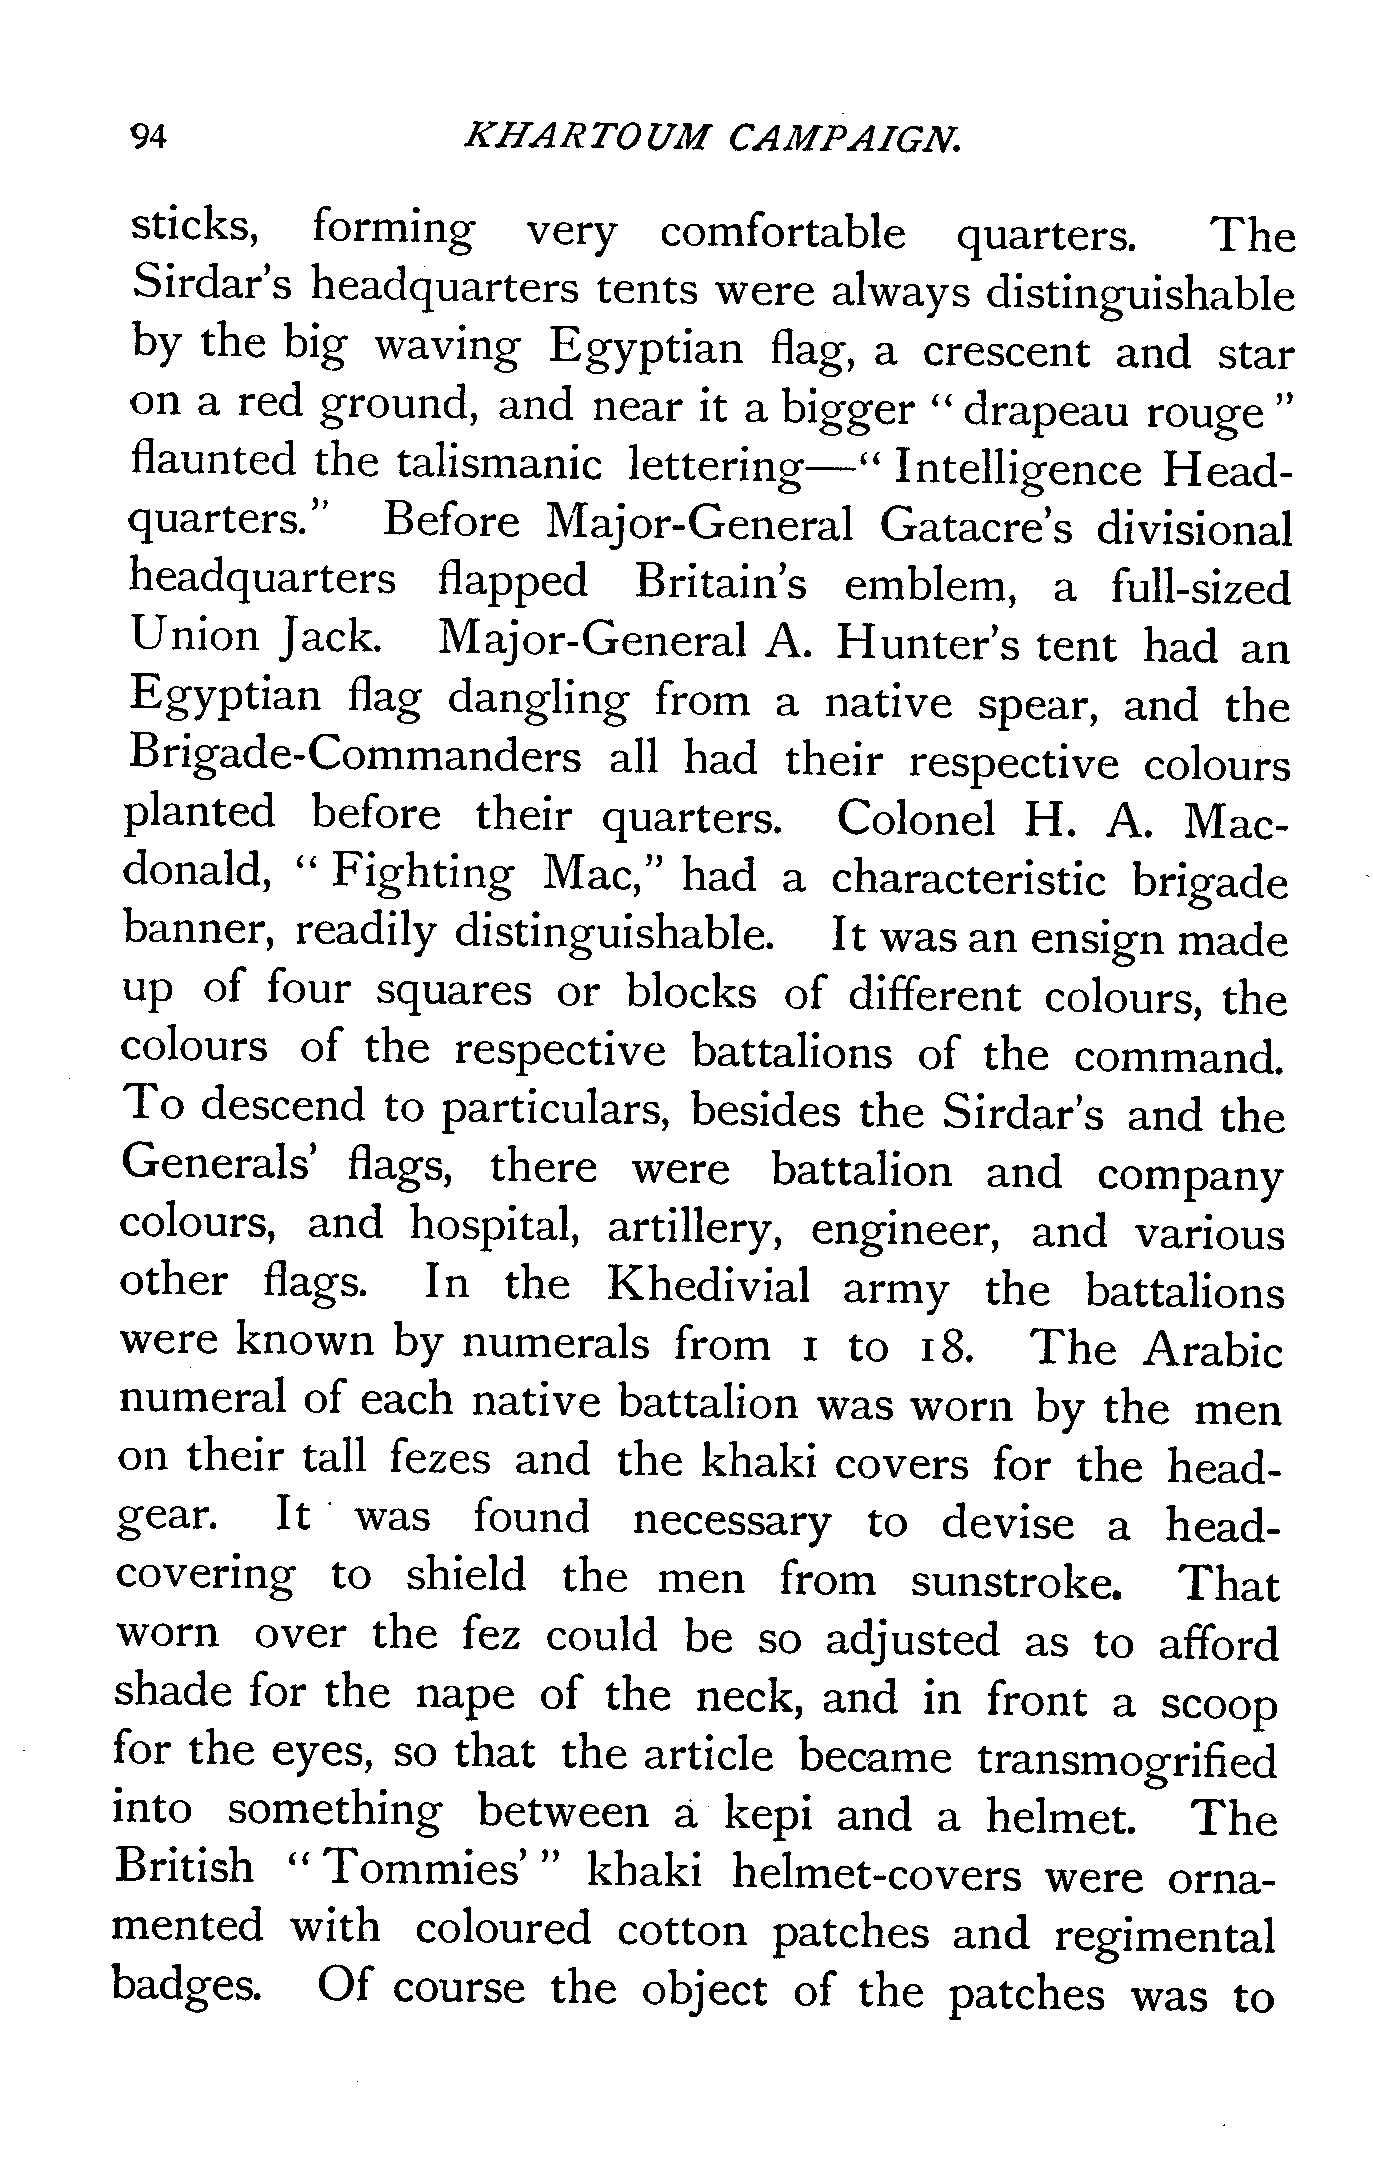 94 KHARTOUM CAMPAIGN.
sticks, forming very comfortable quarters. The
Sirdar's headquarters tents were always distinguishable
by the big waving Egyptian flag, a crescent and star
on a red ground, and near it a bigger “ drapeau rouge ”
flaunted the talismanic lettering—“ Intelligence Head-
quarters.” Before Major-General Gatacre's divisional
headquarters flapped Britain's emblem, a full-sized
Union Jack. Major-General A. Hunter's tent had an
Egyptian flag dangling from a native spear, and the
Brigade-Commanders all had their respective colours
planted before their quarters. Colonel H. A. Mac-
donald, “ Fighting Mac,” had a characteristic brigade
banner, readily distinguishable. It was an ensign made
up of four squares or blocks of different colours, the
colours of the respective battalions of the command.
To descend to particulars, besides the Sirdar's and the
Generals' flags, there were battalion and company
colours, and hospital, artillery, engineer, and various
other flags. In the Khedivial army the battalions
were known by numerals from 1 to 18. The Arabic
numeral of each native battalion was worn by the men
on their tall fezes and the khaki covers for the head-
gear. It was found necessary to devise a head-
covering to shield the men from sunstroke. That
worn over the fez could be so adjusted as to afford
shade for the nape of the neck, and in front a scoop
for the eyes, so that the article became transmogrified
into something between a kepi and a helmet. The
British “ Tommies' ” khaki helmet-covers were orna-
mented with coloured cotton patches and regimental
badges. Of course the object of the patches was to